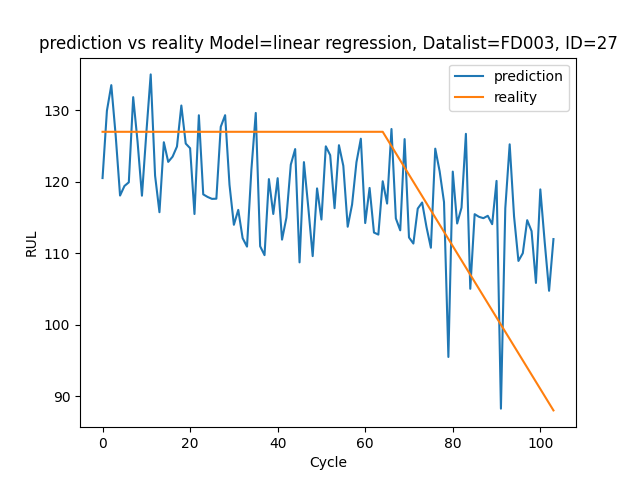 prediction vs reality Model=linear regression, Datalist=FD003, ID=27
prediction
reality
130
120
110
100
90
RUL
0 20 40 60 80 100
Cycle